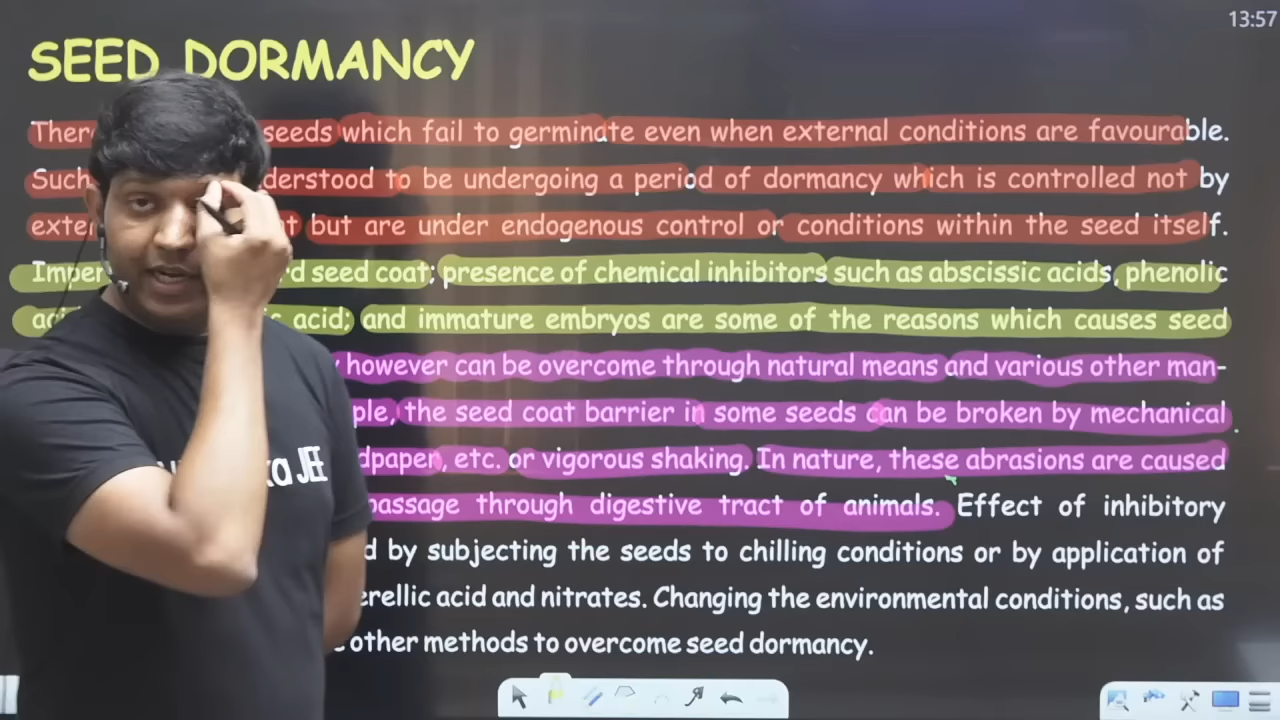 13:57
SEED DORMANCY
There seeds which fail to germinate even when external conditions are favourable.
Such derstood to be undergoing a period of dormancy which is controlled not by
exter t but are under endogenous control or conditions within the seed itself.
Imper rd seed coat; presence of chemical inhibitors such as abscissic acids, phenolic
aci c acid; and immature embryos are some of the reasons which causes seed
y however can be overcome through natural means and various other man-
ple, the seed coat barrier in some seeds can be broken by mechanical
dpaper, etc. or vigorous shaking. In nature, these abrasions are caused
passage through digestive tract of animals. Effect of inhibitory
d by subjecting the seeds to chilling conditions or by application of
erellic acid and nitrates. Changing the environmental conditions, such as
other methods to overcome seed dormancy.
JEE